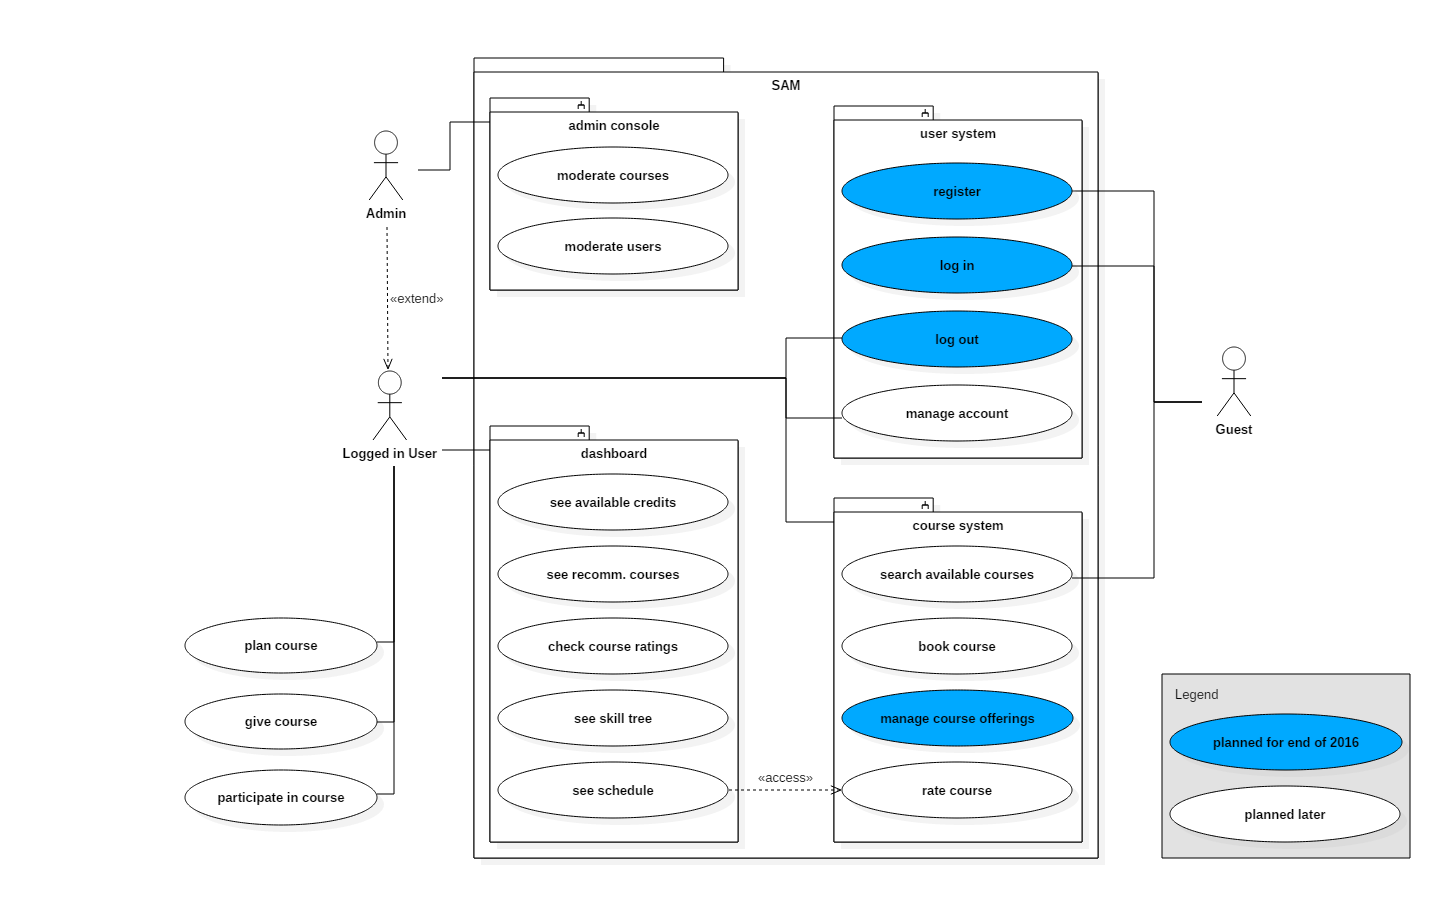 SAM
admin console
moderate courses
moderate users
user system
register
log in
log out
manage account
Admin
«extend»
Logged in User
Guest
dashboard
see available credits
see recomm. courses
check course ratings
see skill tree
see schedule
«access»
course system
search available courses
book course
manage course offerings
rate course
plan course
give course
participate in course
Legend
planned for end of 2016
planned later